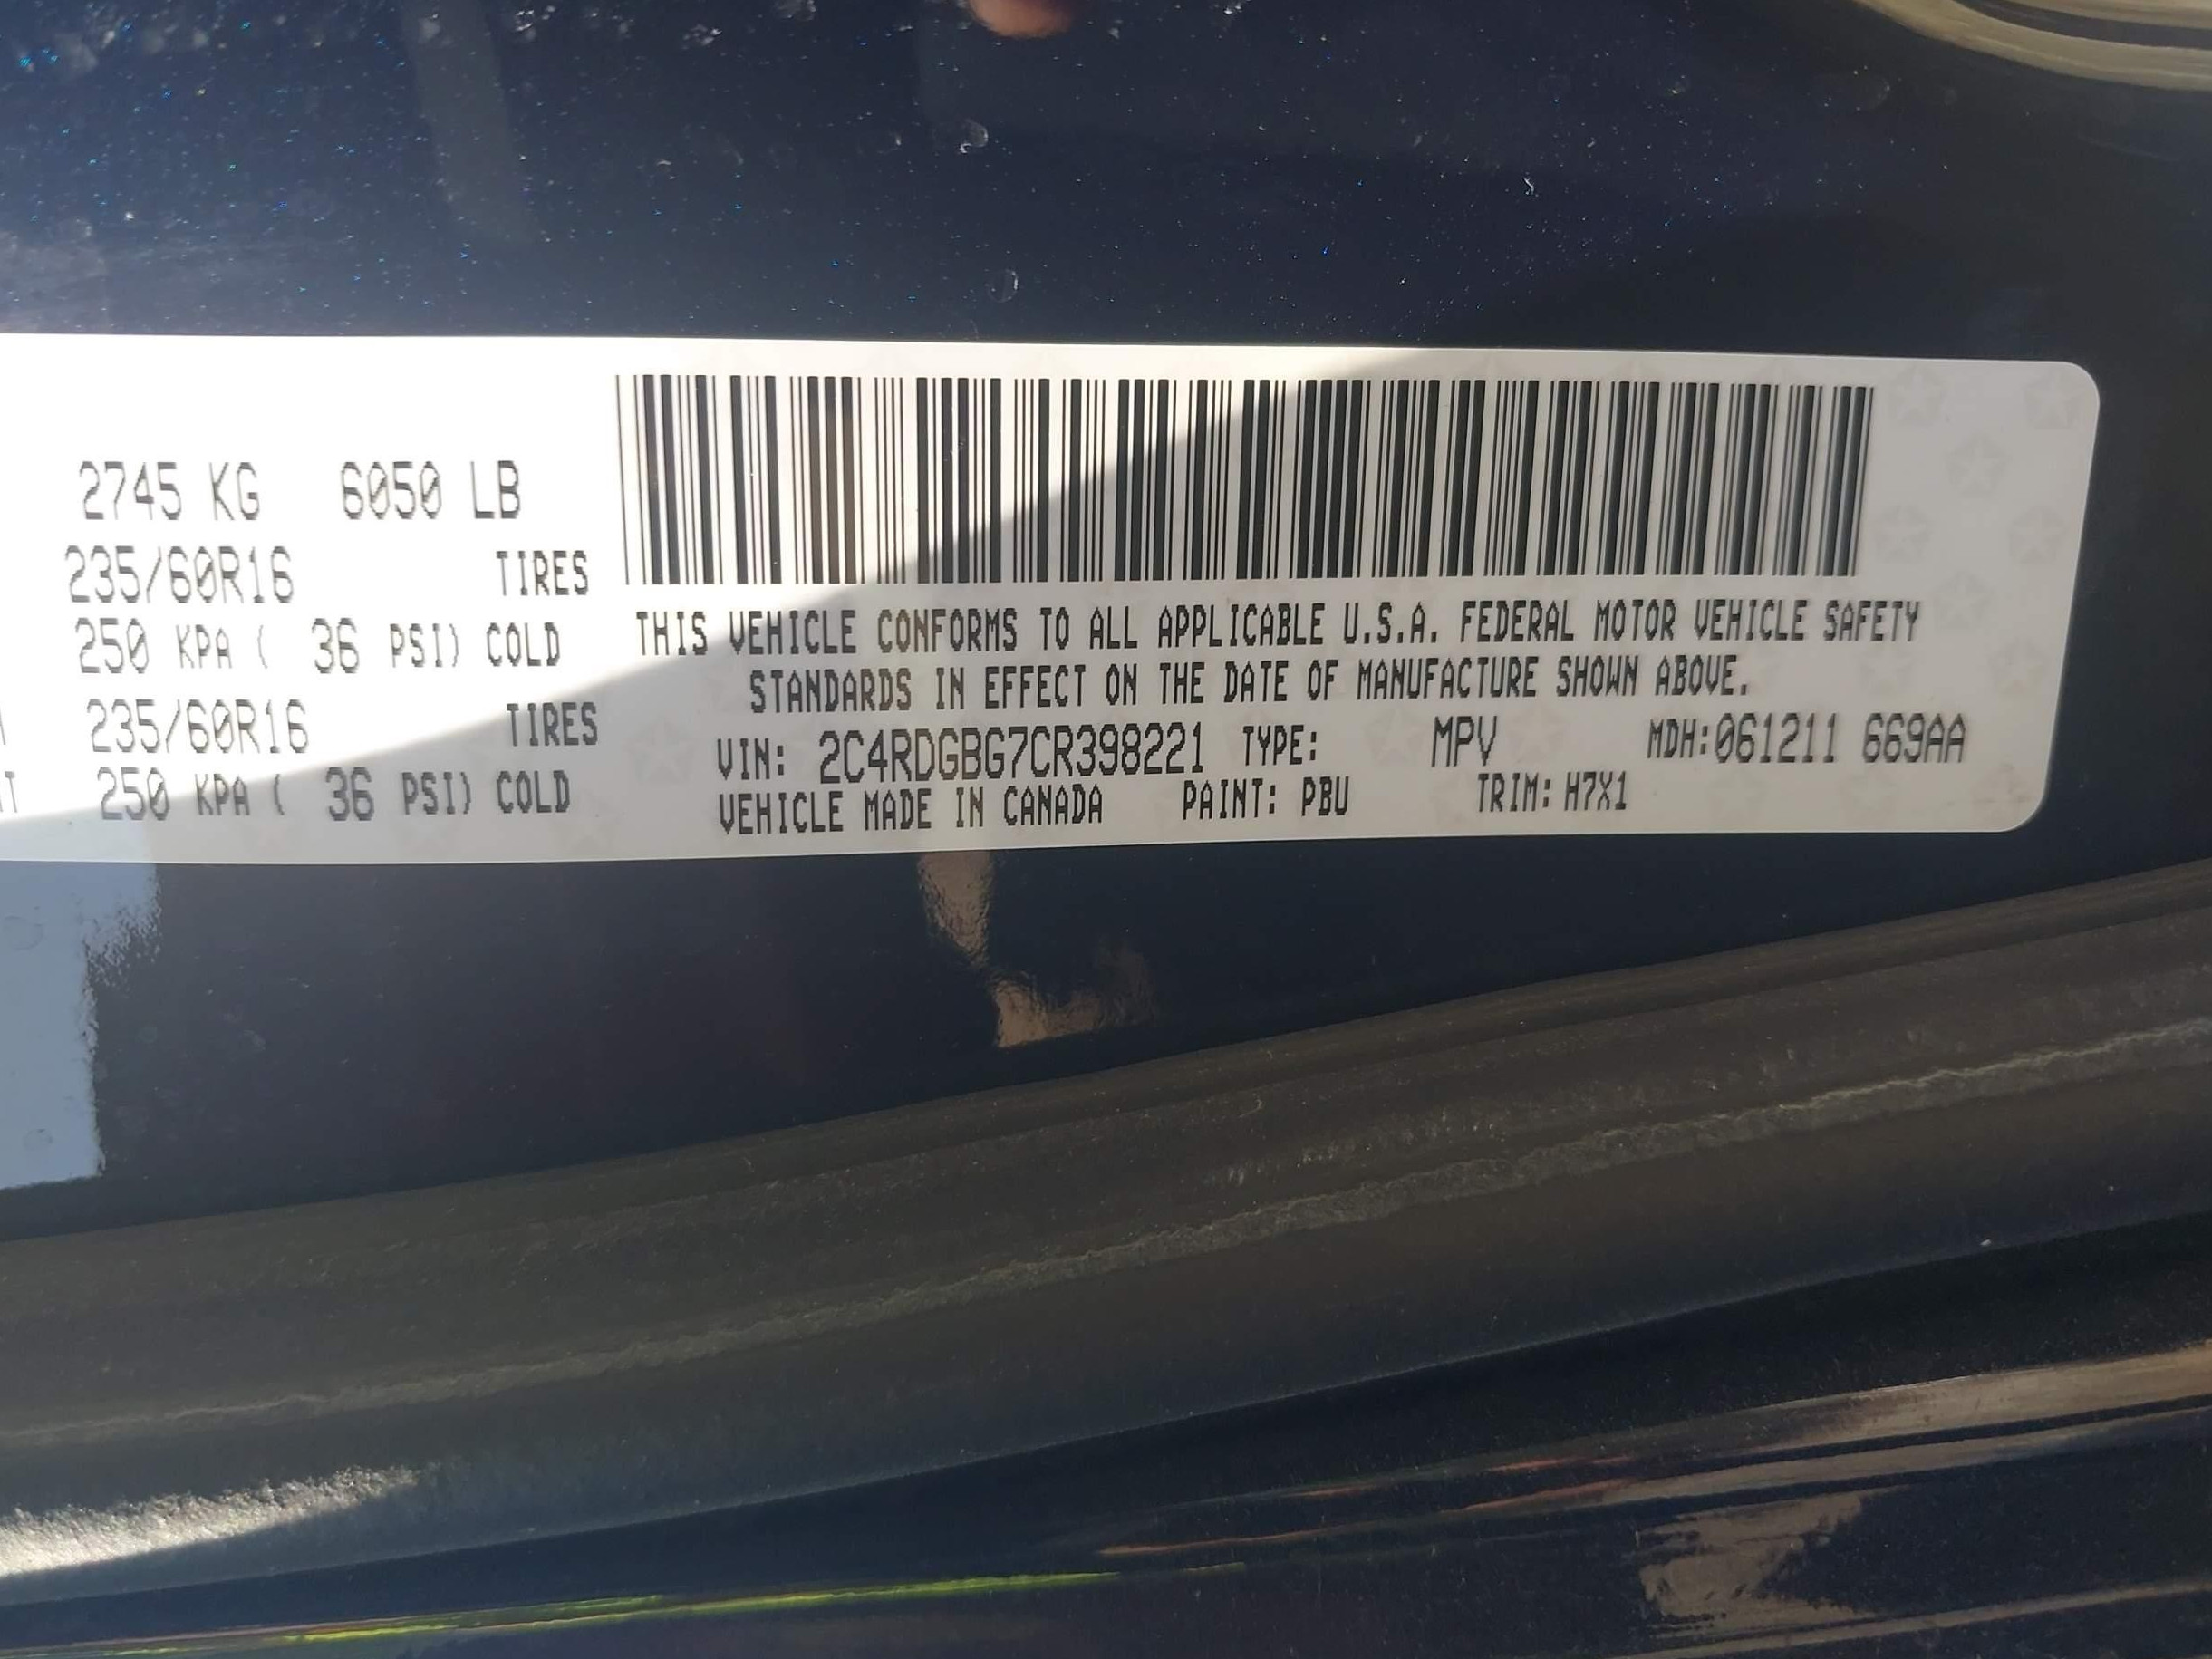 2745 KG 6050 LB
235/60R16 TIRES
250 KPA ( 36 PSI) COLD
235/60R16 TIRES
250 KPA ( 36 PSI) COLD
THIS VEHICLE CONFORMS TO ALL APPLICABLE U.S.A. FEDERAL MOTOR VEHICLE SAFETY
STANDARDS IN EFFECT ON THE DATE OF MANUFACTURE SHOWN ABOVE.
VIN: 2C4RDGBG7CR398221 TYPE: MPV MDH:061211 669AA
VEHICLE MADE IN CANADA PAINT: PBU TRIM: H7X1